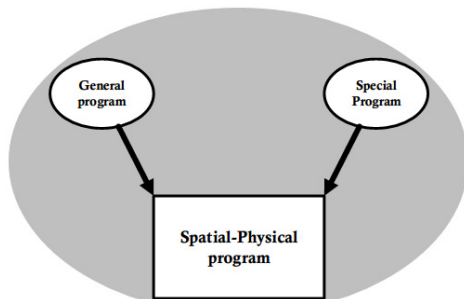 General
program
Special
Program
Spatial-Physical
program